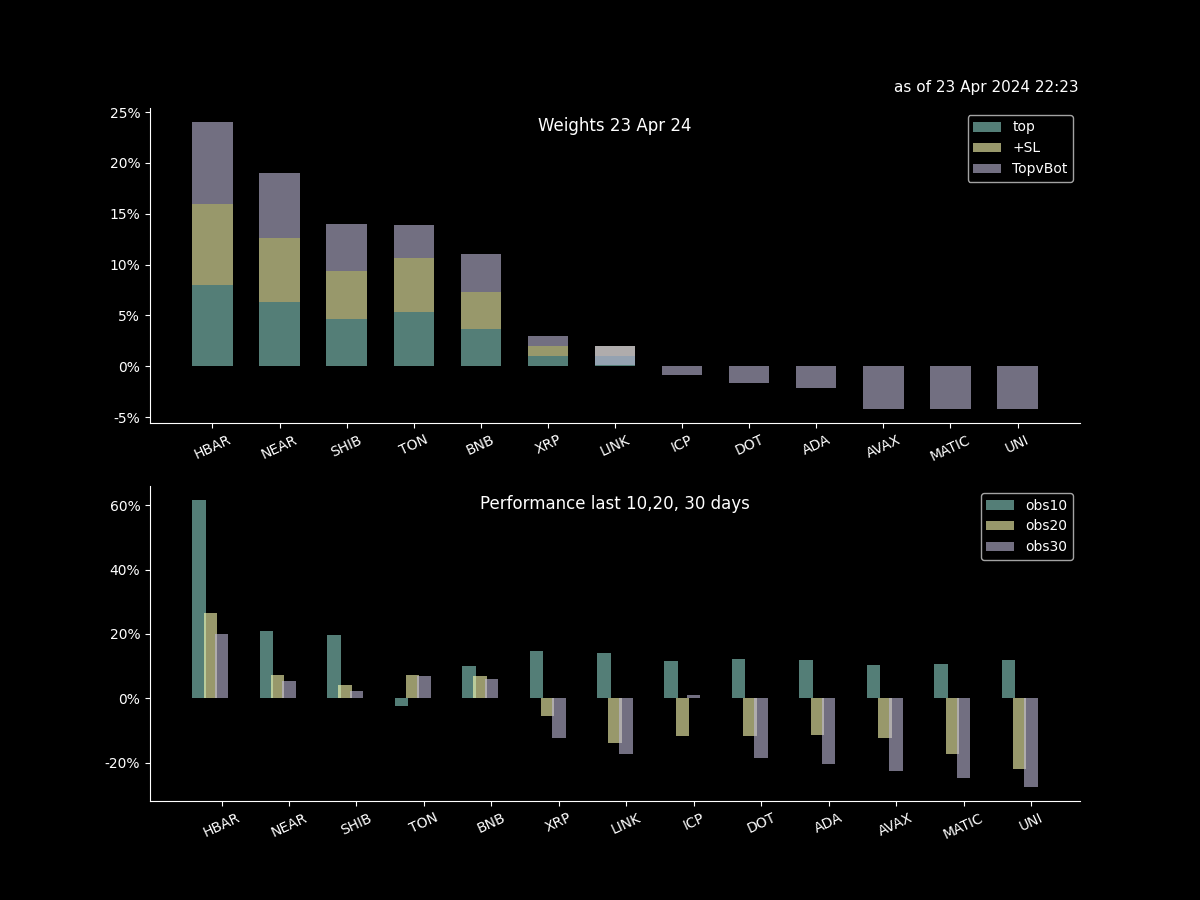 as of 23 Apr 2024 22:23
Weights 23 Apr 24
top
+SL
TopvBot
25%
20%
15%
10%
5%
0%
-5%
HBAR NEAR SHIB TON BNB XRP LINK ICP DOT ADA AVAX MATIC UNI
Performance last 10,20, 30 days
obs10
obs20
obs30
60%
40%
20%
0%
-20%
HBAR NEAR SHIB TON BNB XRP LINK ICP DOT ADA AVAX MATIC UNI